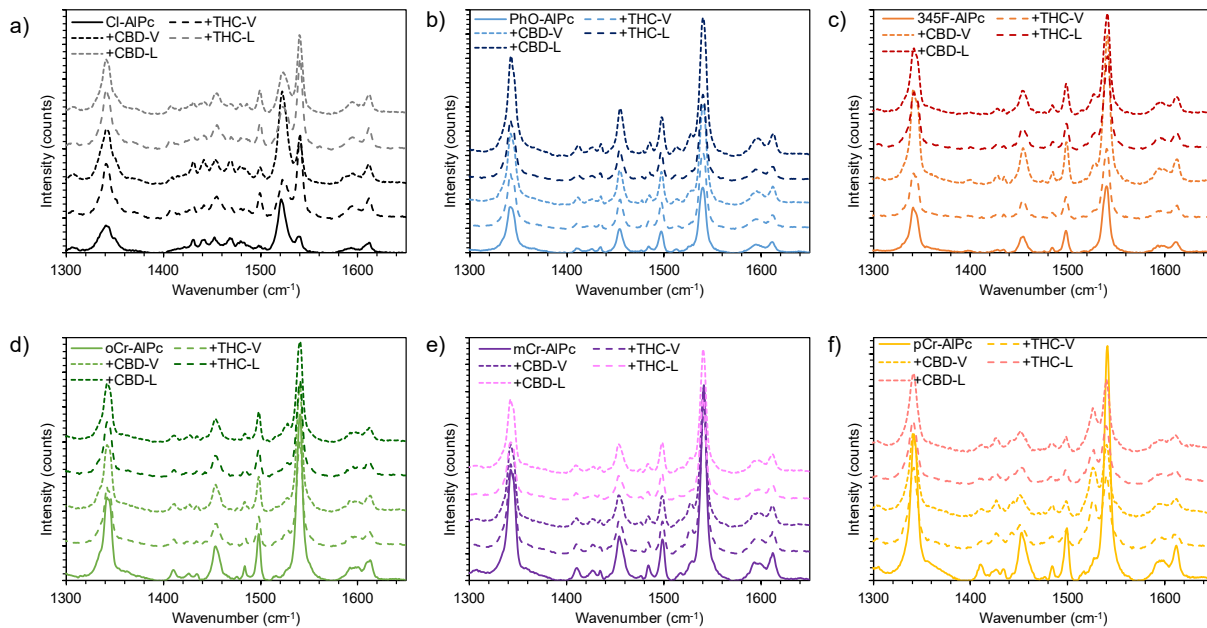 a)
Cl-AlPc
+THC-V
+CBD-V
+THC-L
+CBD-L
Intensity (counts)
1300 1400 1500 1600
Wavenumber (cm-1)
b)
PhO-AlPc
+THC-V
+CBD-V
+THC-L
+CBD-L
Intensity (counts)
1300 1400 1500 1600
Wavenumber (cm-1)
c)
345F-AlPc
+THC-V
+CBD-V
+THC-L
+CBD-L
Intensity (counts)
1300 1400 1500 1600
Wavenumber (cm-1)
d)
oCr-AlPc
+THC-V
+CBD-V
+THC-L
+CBD-L
Intensity (counts)
1300 1400 1500 1600
Wavenumber (cm-1)
e)
mCr-AlPc
+THC-V
+CBD-V
+THC-L
+CBD-L
Intensity (counts)
1300 1400 1500 1600
Wavenumber (cm-1)
f)
pCr-AlPc
+THC-V
+CBD-V
+THC-L
+CBD-L
Intensity (counts)
1300 1400 1500 1600
Wavenumber (cm-1)